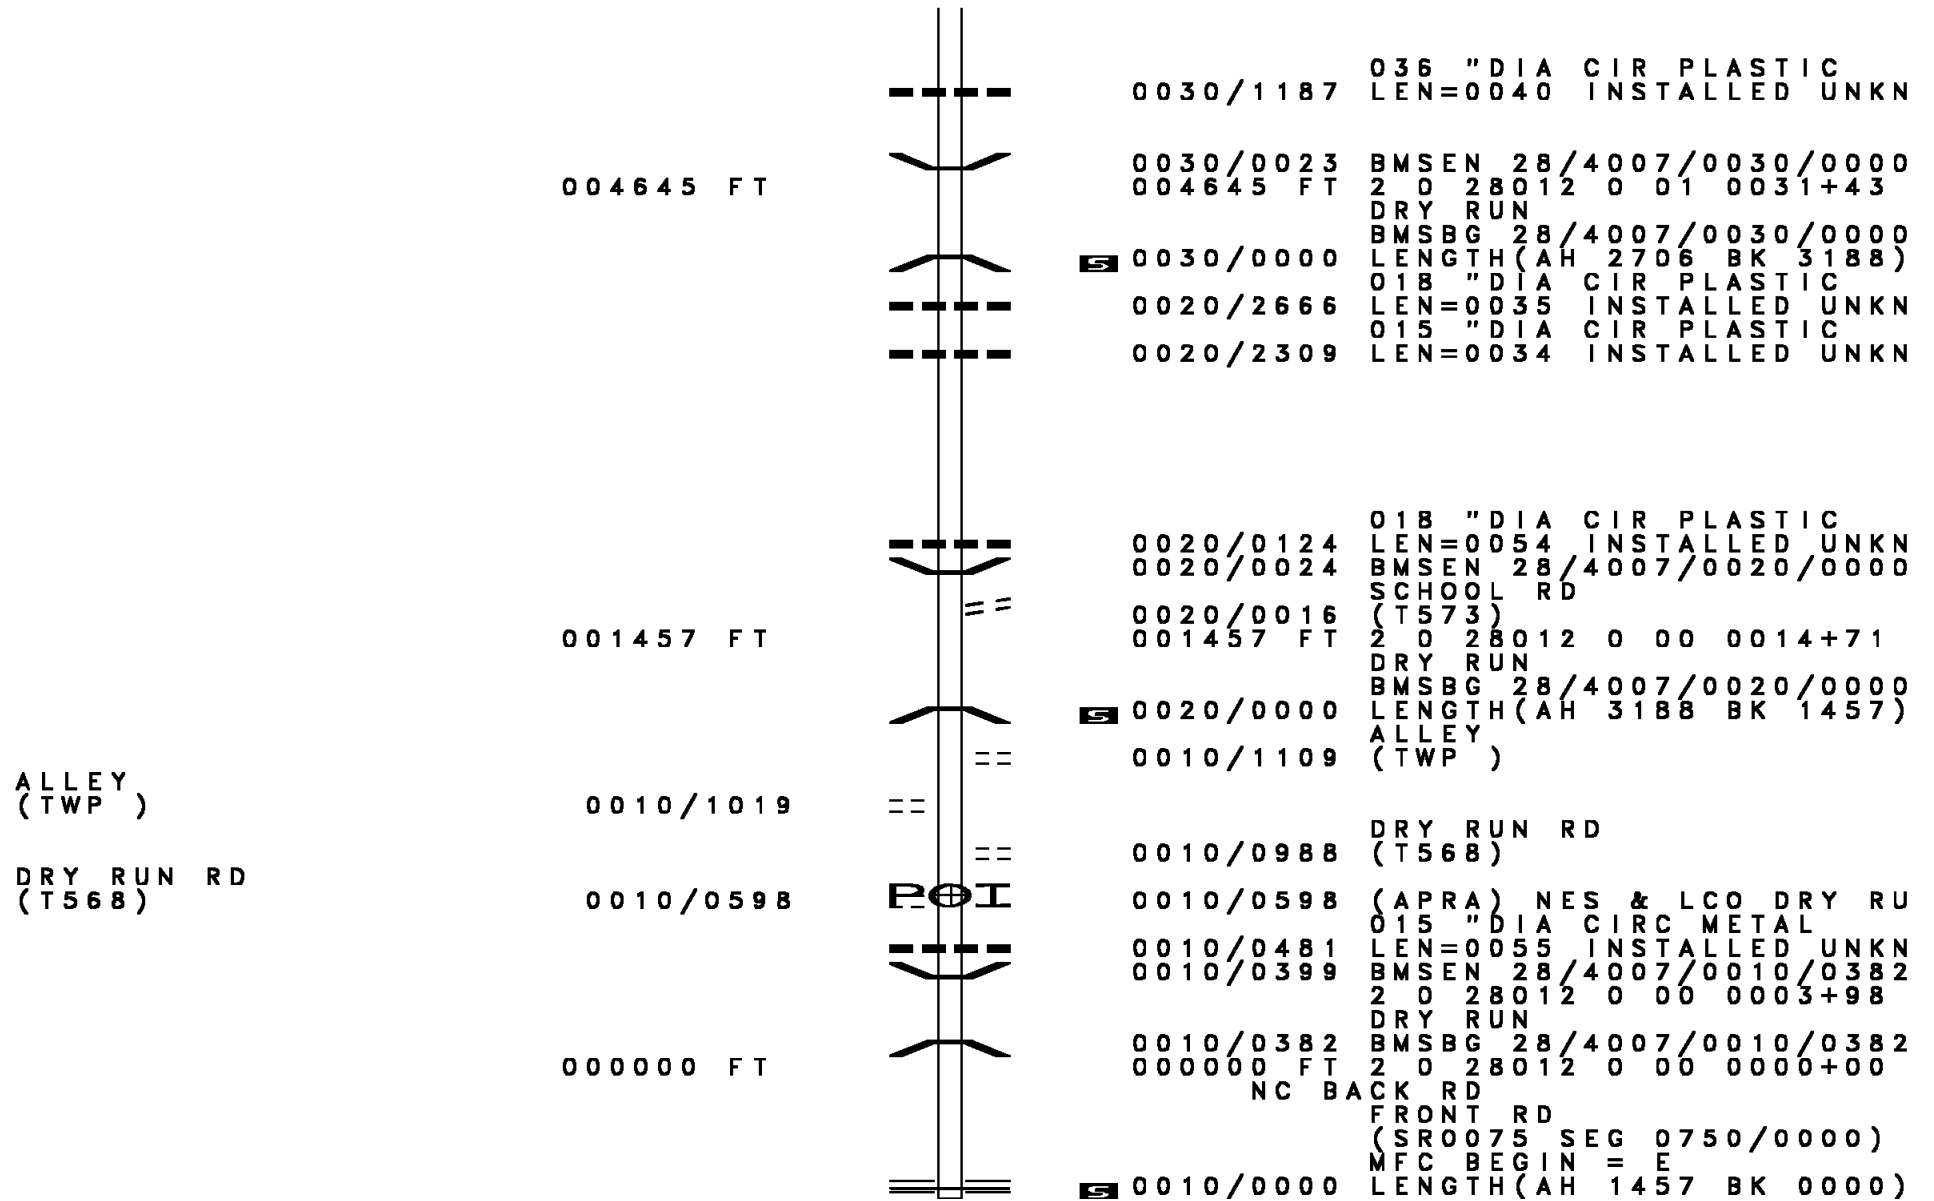 036 "DIA CIR PLASTIC
0030/1187 LEN=0040 INSTALLED UNKN
0030/0023 BMSEN 28/4007/0030/0000
004645 FT 004645 FT 2 0 28012 0 01 0031+43
DRY RUN
BMSBG 28/4007/0030/0000
S 0030/0000 LENGTH(AH 2706 BK 3188)
018 "DIA CIR PLASTIC
0020/2666 LEN=0035 INSTALLED UNKN
015 "DIA CIR PLASTIC
0020/2309 LEN=0034 INSTALLED UNKN
018 "DIA CIR PLASTIC
0020/0124 LEN=0054 INSTALLED UNKN
0020/0024 BMSEN 28/4007/0020/0000
SCHOOL RD
0020/0016 (T573)
001457 FT 001457 FT 2 0 28012 0 00 0014+71
DRY RUN
BMSBG 28/4007/0020/0000
S 0020/0000 LENGTH(AH 3188 BK 1457)
ALLEY
0010/1109 (TWP )
ALLEY
(TWP ) 0010/1019
DRY RUN RD
0010/0988 (T568)
DRY RUN RD
(T568) 0010/0598 POI 0010/0598 (APRA) NES & LCO DRY RU
015 "DIA CIRC METAL
0010/0481 LEN=0055 INSTALLED UNKN
0010/0399 BMSEN 28/4007/0010/0382
2 0 28012 0 00 0003+98
DRY RUN
0010/0382 BMSBG 28/4007/0010/0382
000000 FT 000000 FT 2 0 28012 0 00 0000+00
NC BACK RD
FRONT RD
(SR0075 SEG 0750/0000)
MFC BEGIN = E
S 0010/0000 LENGTH(AH 1457 BK 0000)